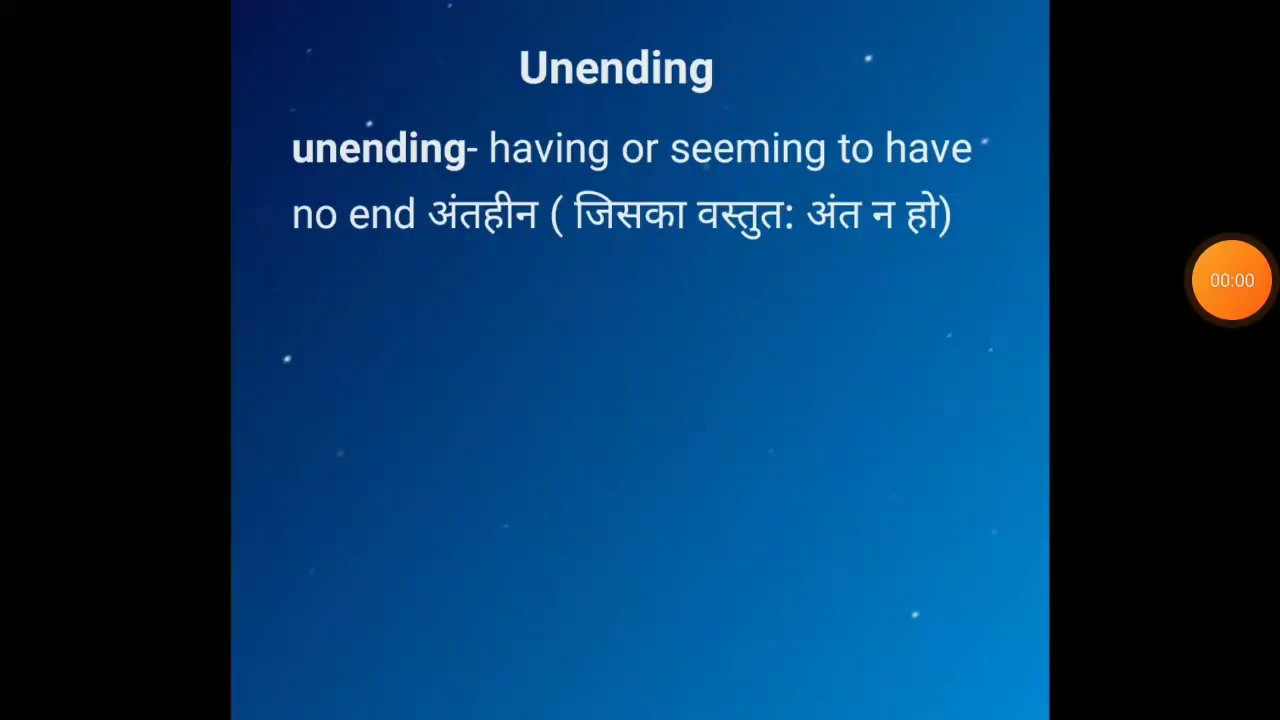 Unending
unending- having or seeming to have
no end अंतहीन ( जिसका वस्तुत: अंत न हो)
00:00